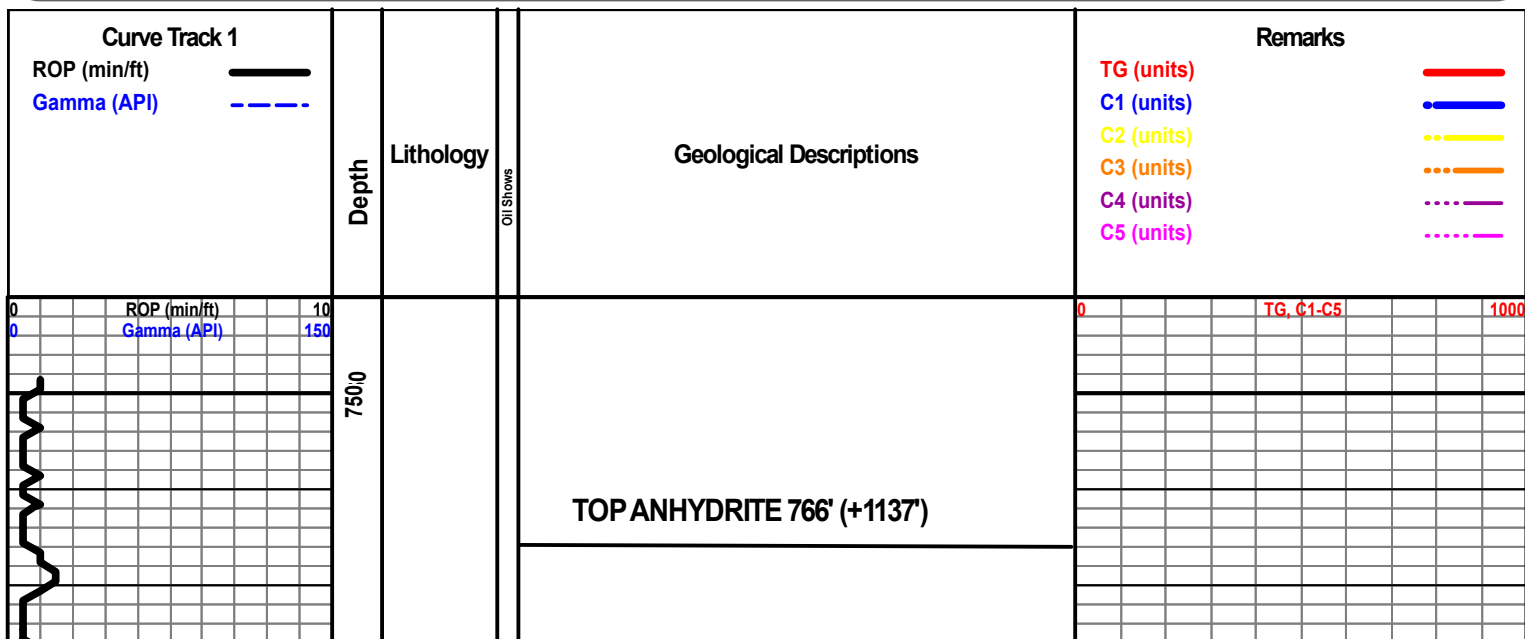 Curve Track 1
ROP (min/ft)
Gamma (API)
Depth
Lithology
Oil Shows
Geological Descriptions
Remarks
TG (units)
C1 (units)
C2 (units)
C3 (units)
C4 (units)
C5 (units)
0 ROP (min/ft) 10
0 Gamma (API) 150
0 TG, C1-C5 1000
TOP ANHYDRITE 766' (+1137')